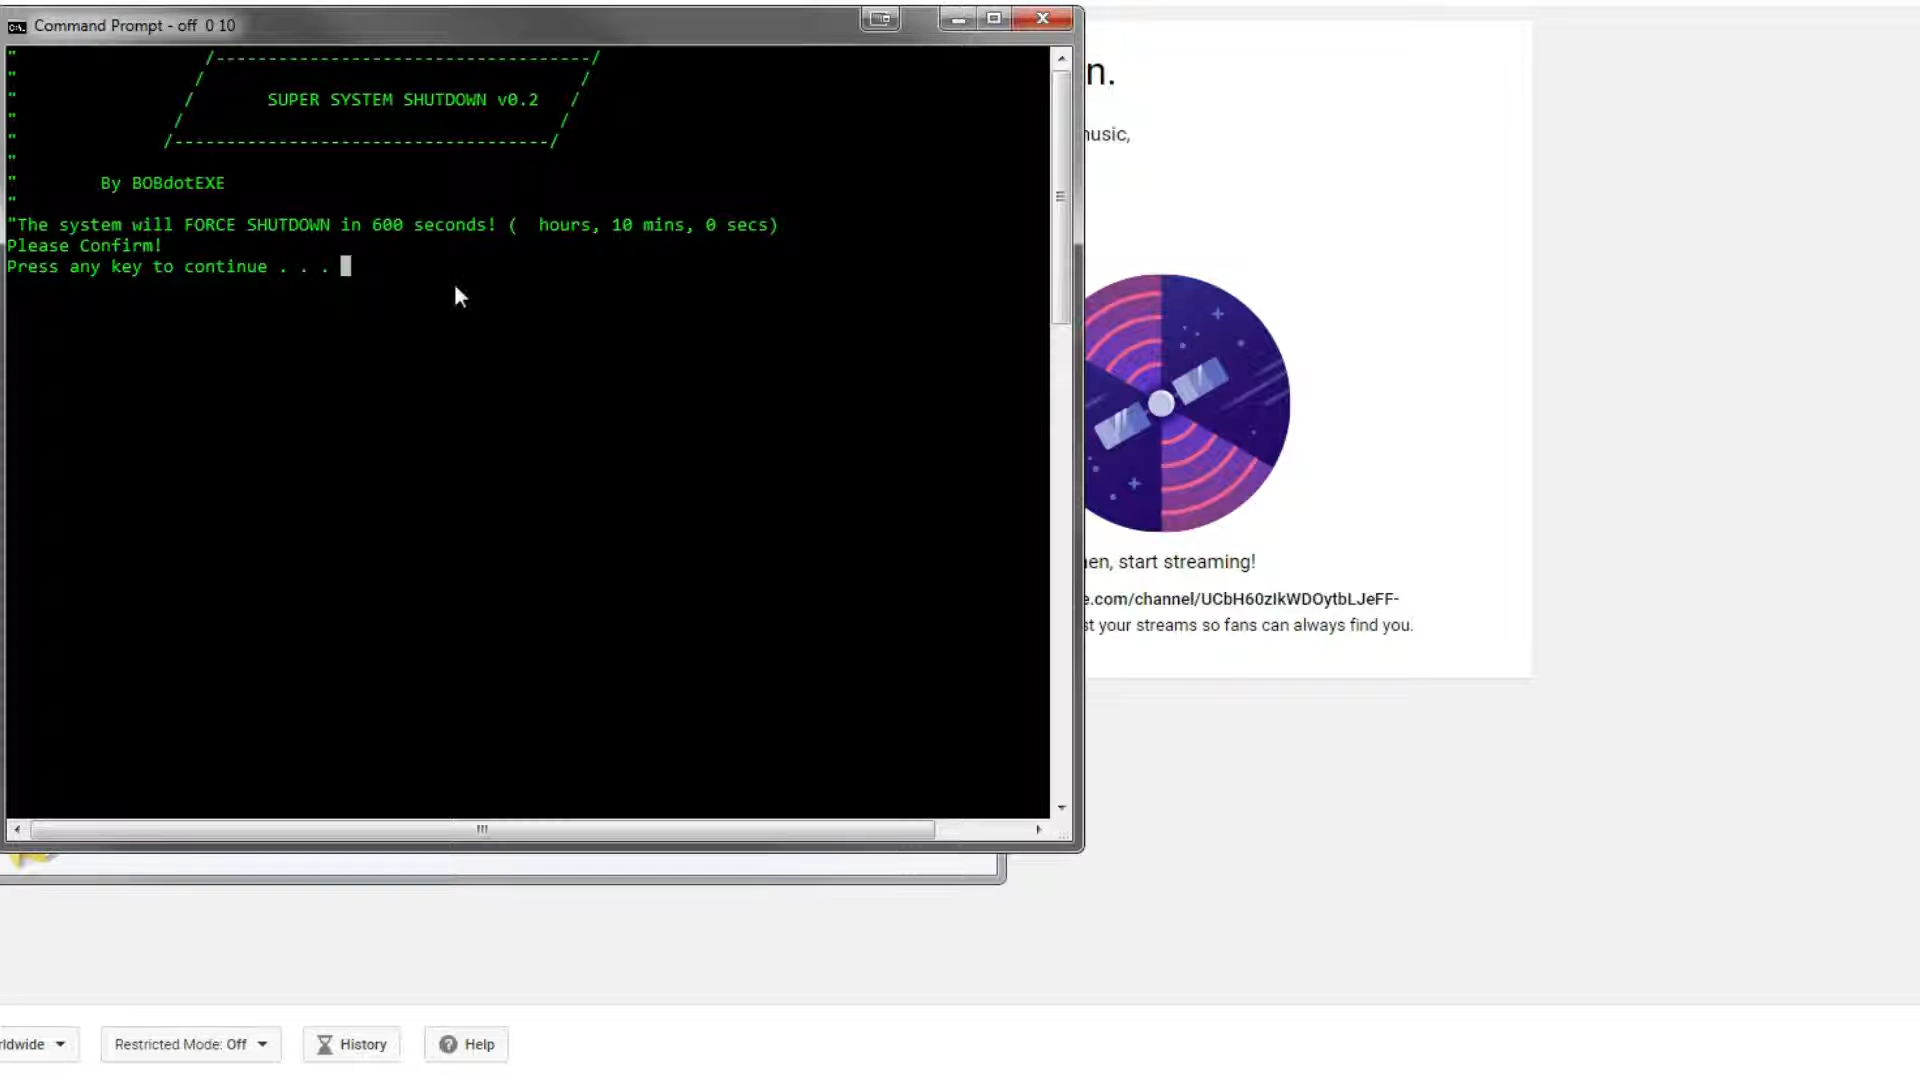 Command Prompt - off 0 10
"                  /------------------------------------/
"                 /                                    /
"                /       SUPER SYSTEM SHUTDOWN v0.2   /
"               /                                    /
"              /------------------------------------/
"
"        By BOBdotEXE
"
"The system will FORCE SHUTDOWN in 600 seconds! (  hours, 10 mins, 0 secs)
Please Confirm!
Press any key to continue . . .
n.
music,
en, start streaming!
e.com/channel/UCbH60zIkWDOytbLJeFF-
st your streams so fans can always find you.
ldwide
Restricted Mode: Off
History
Help